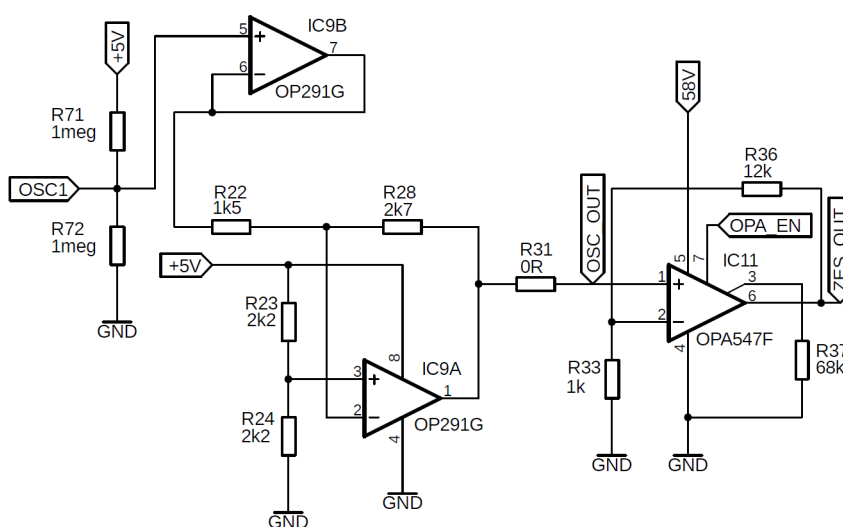 IC9B
+5V
5
7
6
OP291G
R71
1meg
58V
R36
12k
OSC1
R22
1k5
R28
2k7
OSC_OUT
OPA_EN
ZES_OUT
R72
1meg
R31
0R
5
7
IC11
+5V
1
3
6
2
R23
2k2
GND
OPA547F
4
8
IC9A
R37
68k
3
1
R33
1k
2
R24
2k2
OP291G
4
GND
GND
GND
GND